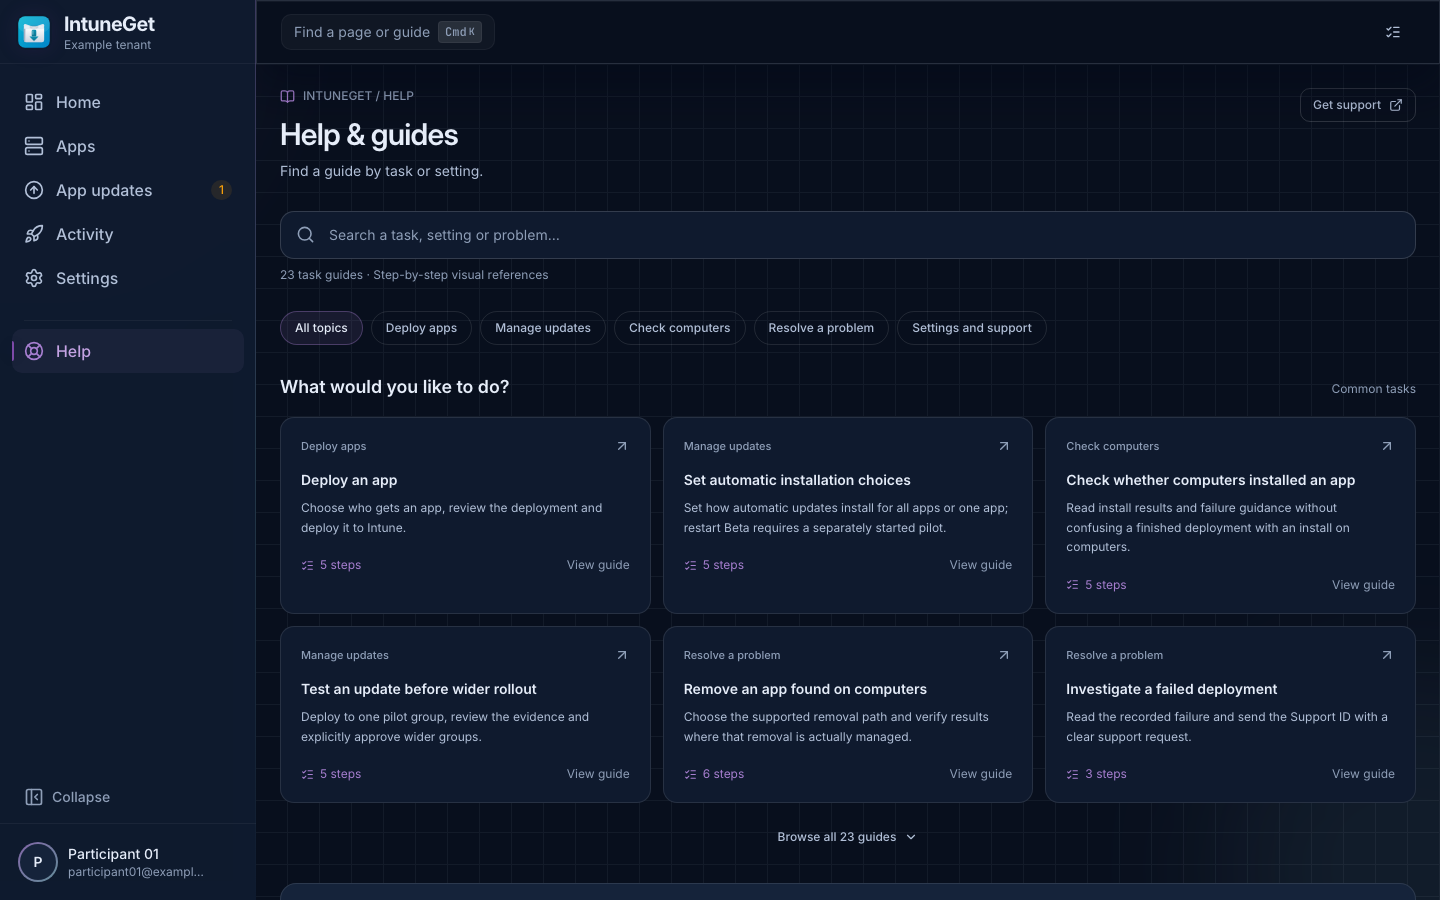 IntuneGet
Example tenant
Home
Apps
App updates
1
Activity
Settings
Help
Collapse
P
Participant 01
participant01@exampl...
Find a page or guide
Cmd K
INTUNEGET / HELP
Help & guides
Find a guide by task or setting.
Get support
Search a task, setting or problem...
23 task guides · Step-by-step visual references
All topics
Deploy apps
Manage updates
Check computers
Resolve a problem
Settings and support
What would you like to do?
Common tasks
Deploy apps
Deploy an app
Choose who gets an app, review the deployment and
deploy it to Intune.
5 steps
View guide
Manage updates
Set automatic installation choices
Set how automatic updates install for all apps or one app;
restart Beta requires a separately started pilot.
5 steps
View guide
Check computers
Check whether computers installed an app
Read install results and failure guidance without
confusing a finished deployment with an install on
computers.
5 steps
View guide
Manage updates
Test an update before wider rollout
Deploy to one pilot group, review the evidence and
explicitly approve wider groups.
5 steps
View guide
Resolve a problem
Remove an app found on computers
Choose the supported removal path and verify results
where that removal is actually managed.
6 steps
View guide
Resolve a problem
Investigate a failed deployment
Read the recorded failure and send the Support ID with a
clear support request.
3 steps
View guide
Browse all 23 guides